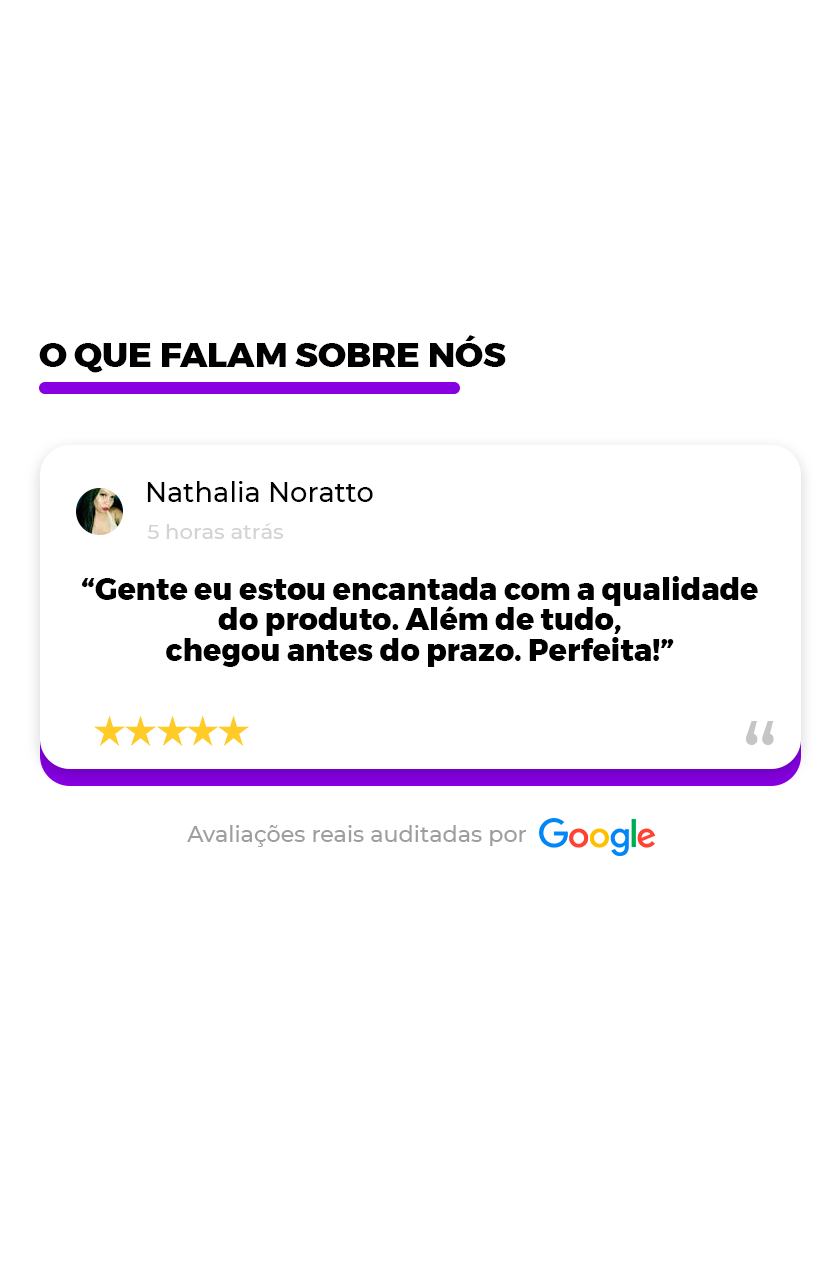 O QUE FALAM SOBRE NÓS
Nathalia Noratto
5 horas atrás
“Gente eu estou encantada com a qualidade
do produto. Além de tudo,
chegou antes do prazo. Perfeita!”
“
Avaliações reais auditadas por Google